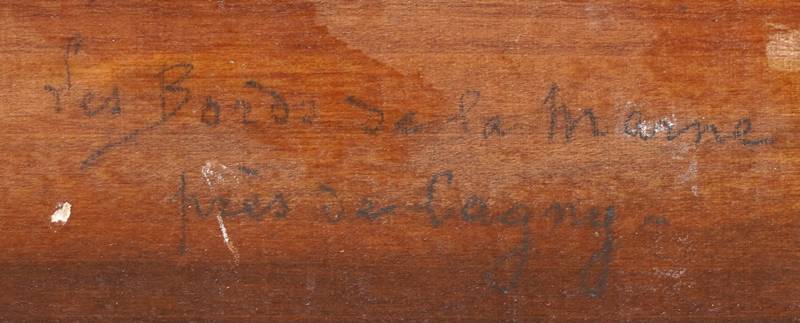 Les Bords de la Marne
près de Lagny.